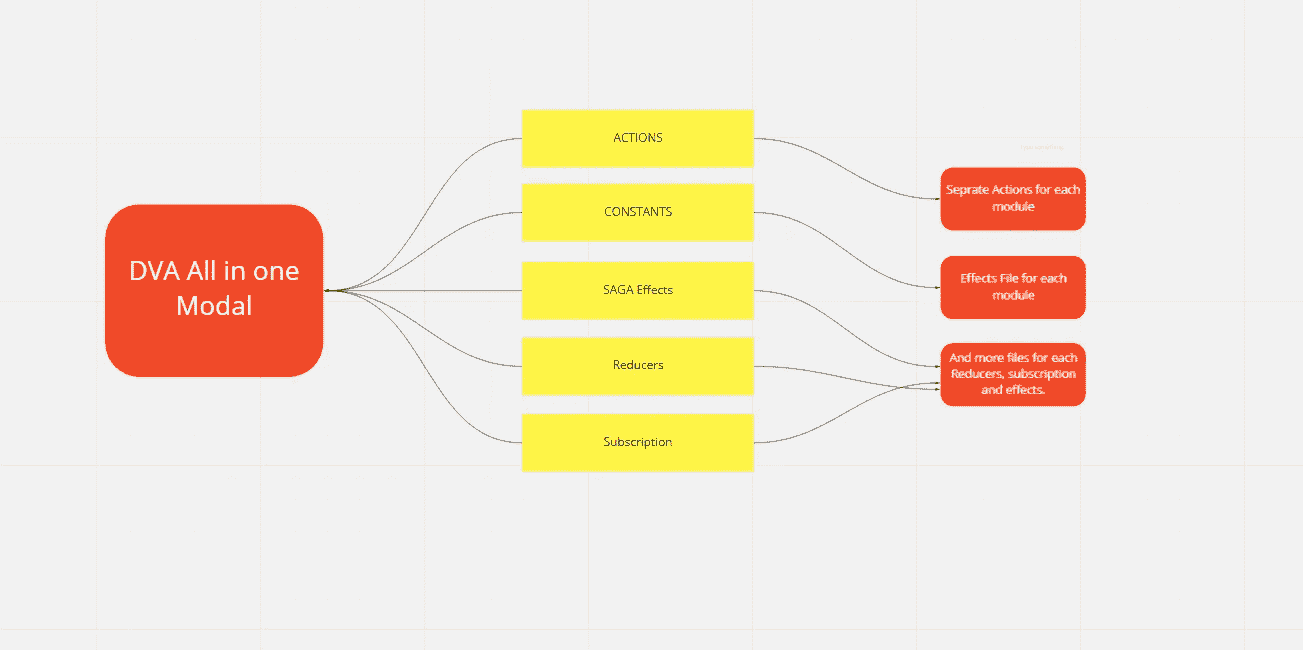 DVA All in one
Modal
ACTIONS
CONSTANTS
SAGA Effects
Reducers
Subscription
Seprate Actions for each
module
Effects File for each
module
And more files for each
Reducers, subscription
and effects.